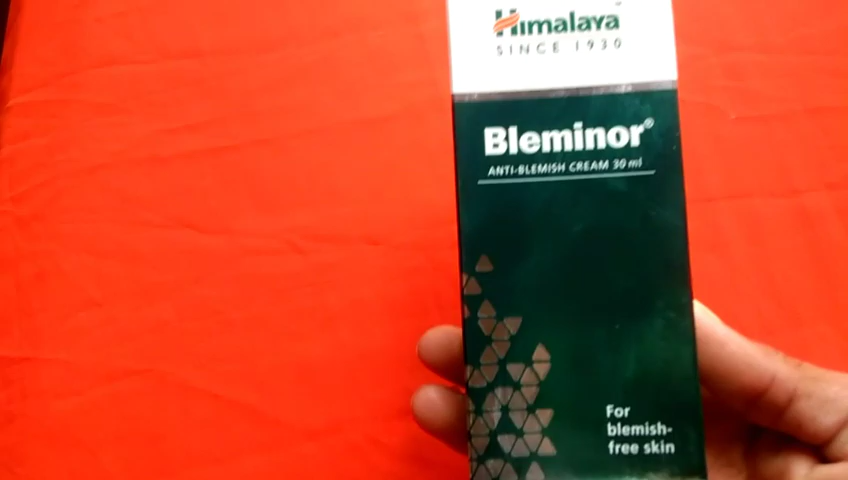 Himalaya
SINCE 1930
Bleminor®
ANTI-BLEMISH CREAM 30 ml
For
blemish-
free skin